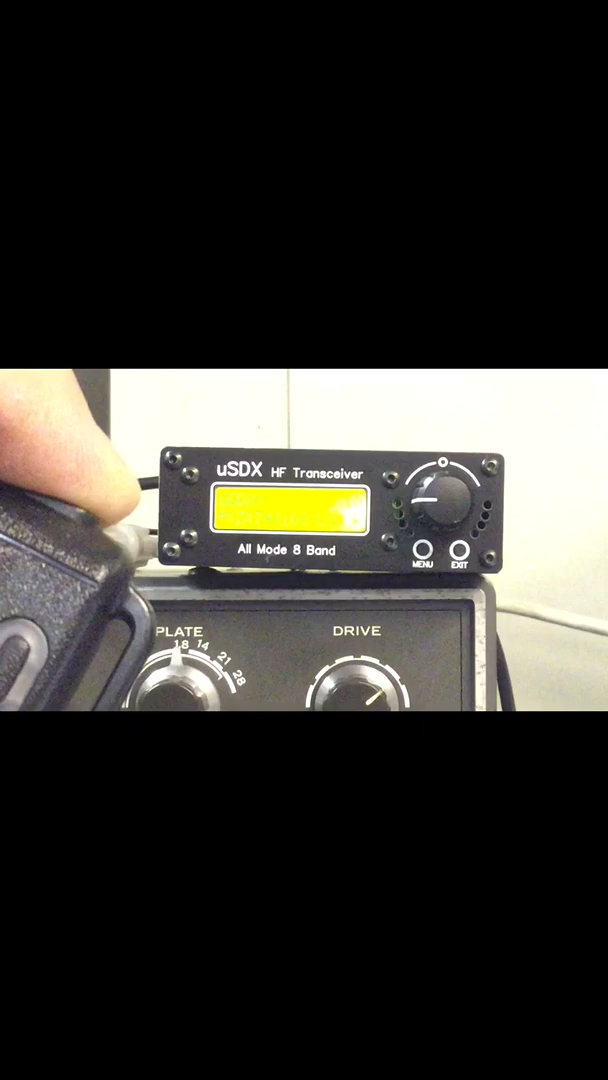 uSDX HF Transceiver
All Mode 8 Band
MENU EXIT
PLATE DRIVE
18 14 21 28